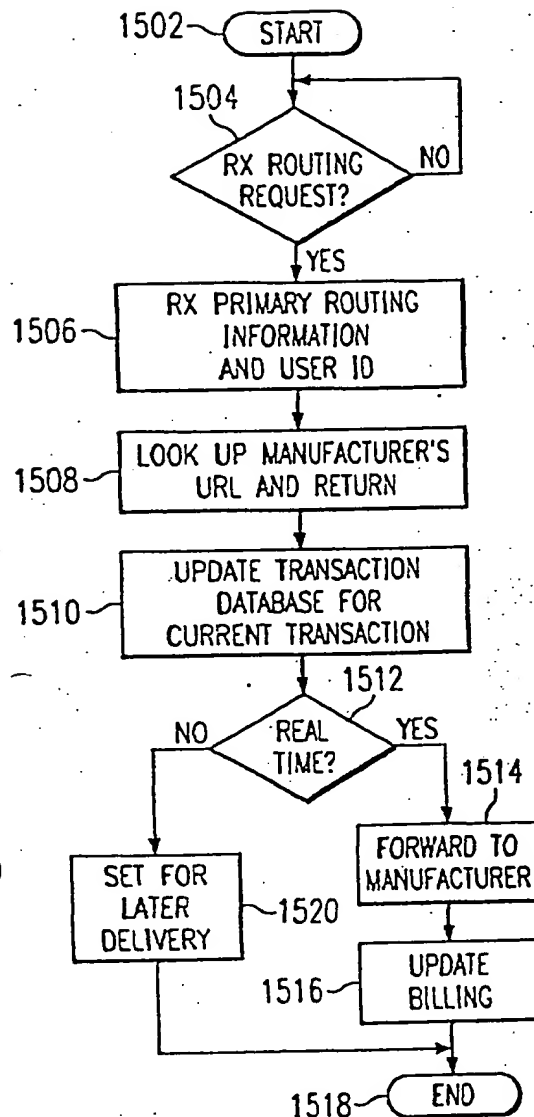 1502
START
1504
RX ROUTING
REQUEST?
NO
YES
1506
RX PRIMARY ROUTING
INFORMATION
AND USER ID
1508
LOOK UP MANUFACTURER'S
URL AND RETURN
1510
UPDATE TRANSACTION
DATABASE FOR
CURRENT TRANSACTION
1512
NO
REAL
TIME?
YES
1514
FORWARD TO
MANUFACTURER
SET FOR
LATER
DELIVERY
1520
1516
UPDATE
BILLING
1518
END